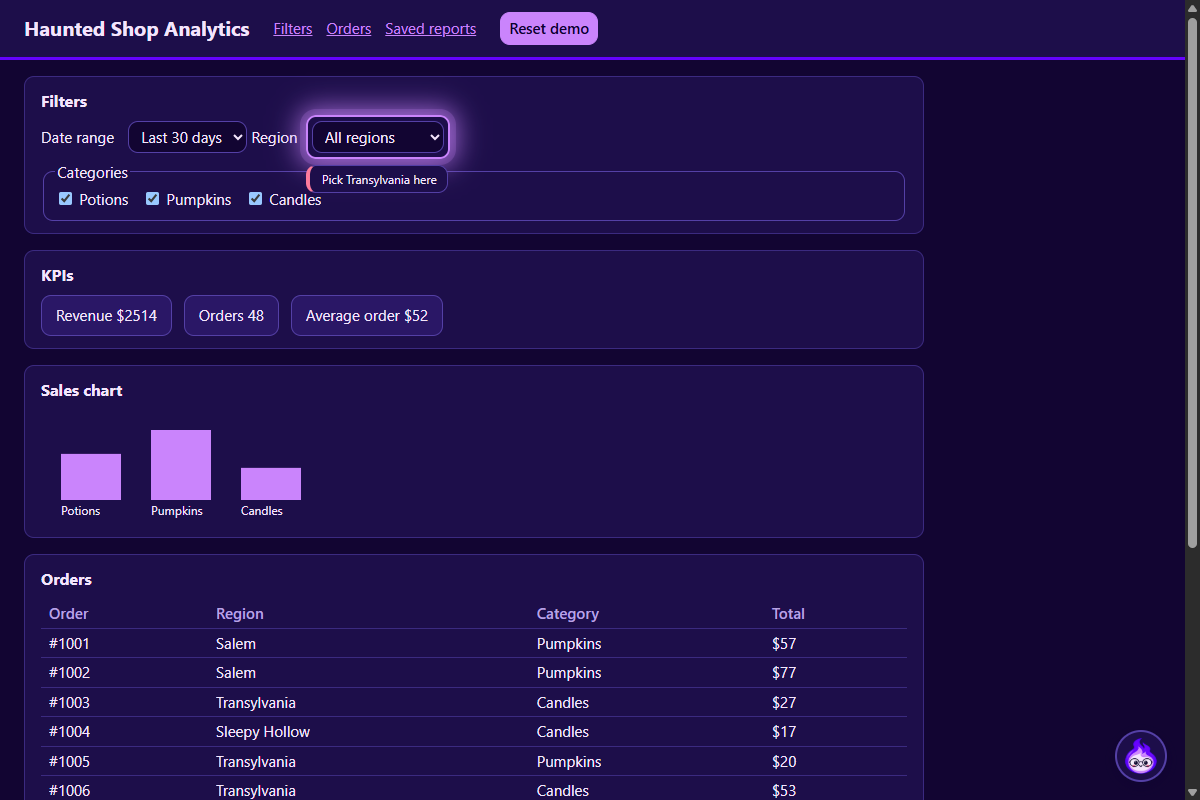 Haunted Shop Analytics Filters Orders Saved reports Reset demo
Filters
Date range Last 30 days Region All regions
Pick Transylvania here
Categories
Potions Pumpkins Candles
KPIs
Revenue $2514 Orders 48 Average order $52
Sales chart
Potions Pumpkins Candles
Orders
Order Region Category Total
#1001 Salem Pumpkins $57
#1002 Salem Pumpkins $77
#1003 Transylvania Candles $27
#1004 Sleepy Hollow Candles $17
#1005 Transylvania Pumpkins $20
#1006 Transylvania Candles $53